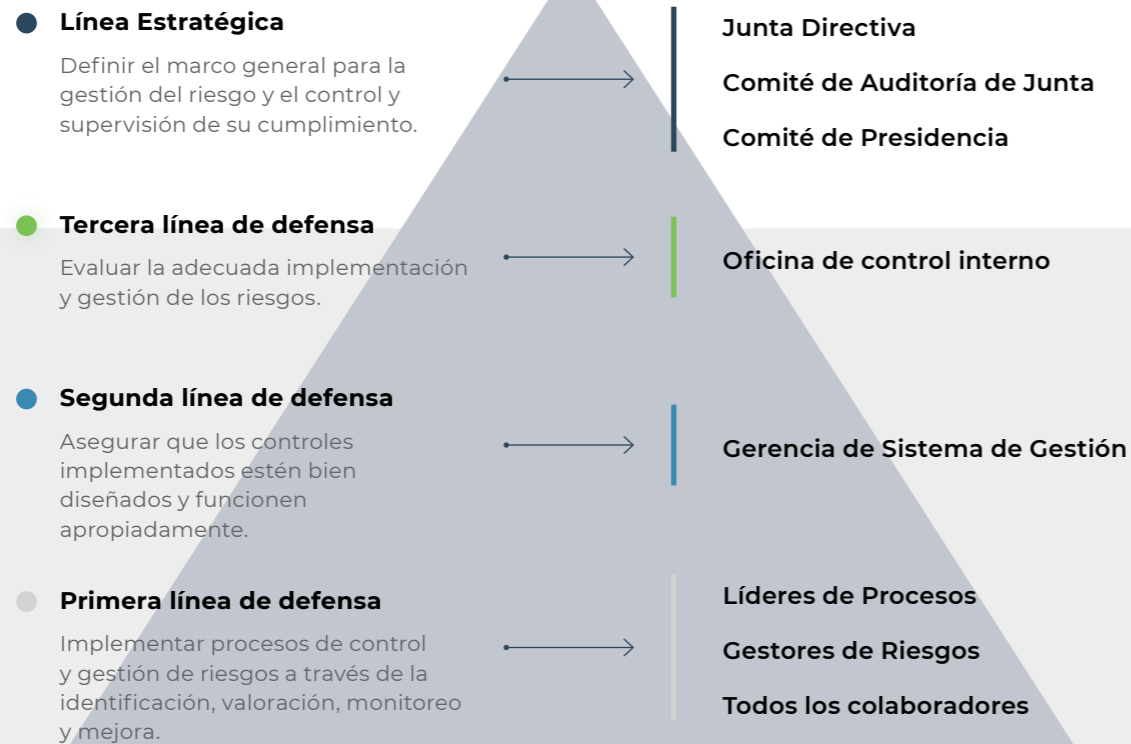 Línea Estratégica
Definir el marco general para la
gestión del riesgo y el control y
supervisión de su cumplimiento.
Junta Directiva
Comité de Auditoría de Junta
Comité de Presidencia
Tercera línea de defensa
Evaluar la adecuada implementación
y gestión de los riesgos.
Oficina de control interno
Segunda línea de defensa
Asegurar que los controles
implementados estén bien
diseñados y funcionen
apropiadamente.
Gerencia de Sistema de Gestión
Primera línea de defensa
Implementar procesos de control
y gestión de riesgos a través de la
identificación, valoración, monitoreo
y mejora.
Líderes de Procesos
Gestores de Riesgos
Todos los colaboradores